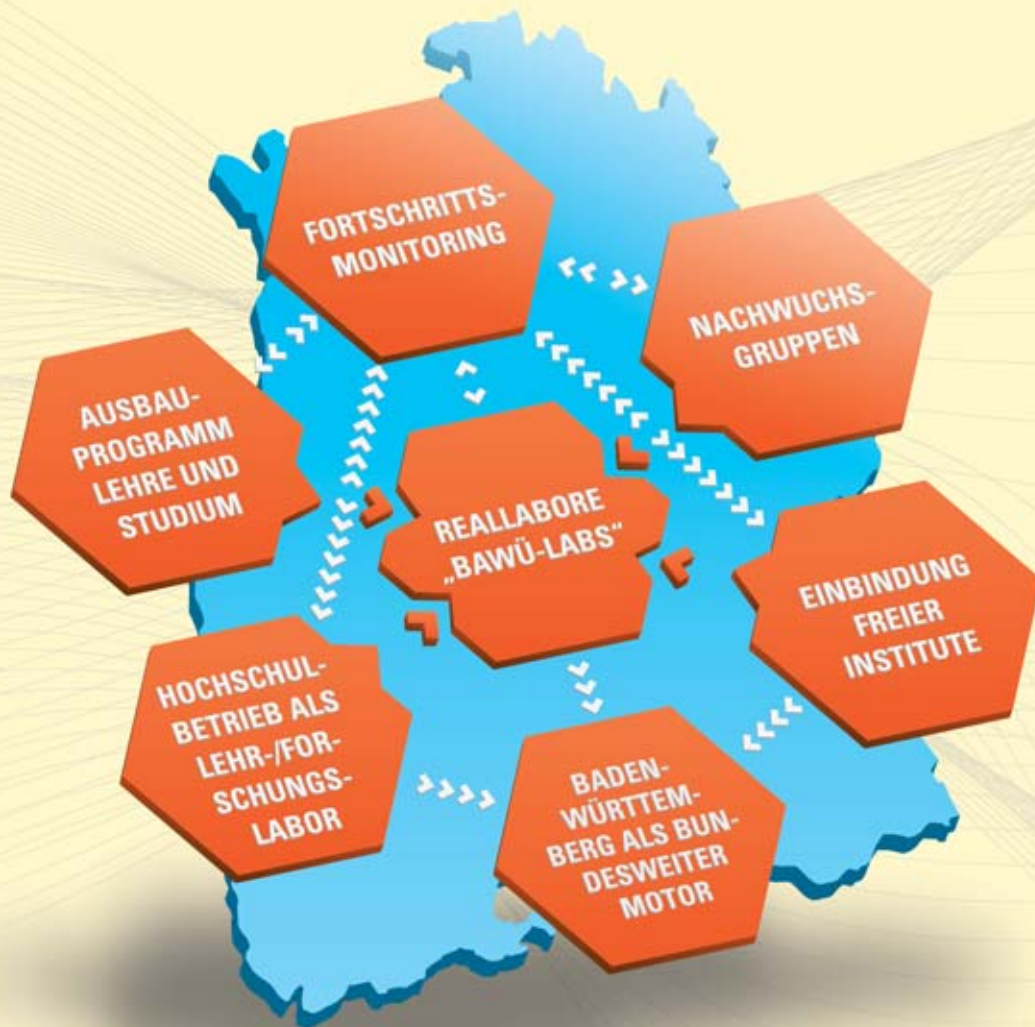 FORTSCHRITTS-
MONITORING
NACHWUCHS-
GRUPPEN
AUSBAU-
PROGRAMM
LEHRE UND
STUDIUM
REALLABORE
„BAWÜ-LABS“
EINBINDUNG
FREIER
INSTITUTE
HOCHSCHUL-
BETRIEB ALS
LEHR-/FOR-
SCHUNGS-
LABOR
BADEN-
WÜRTTEM-
BERG ALS BUN-
DESWEITER
MOTOR